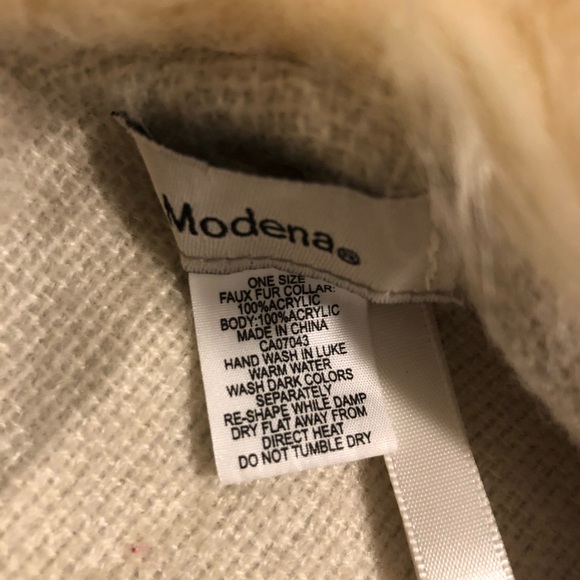 Modena®
ONE SIZE
FAUX FUR COLLAR:
100%ACRYLIC
BODY:100%ACRYLIC
MADE IN CHINA
CA07043
HAND WASH IN LUKE
WARM WATER
WASH DARK COLORS
SEPARATELY
RE-SHAPE WHILE DAMP
DRY FLAT AWAY FROM
DIRECT HEAT
DO NOT TUMBLE DRY